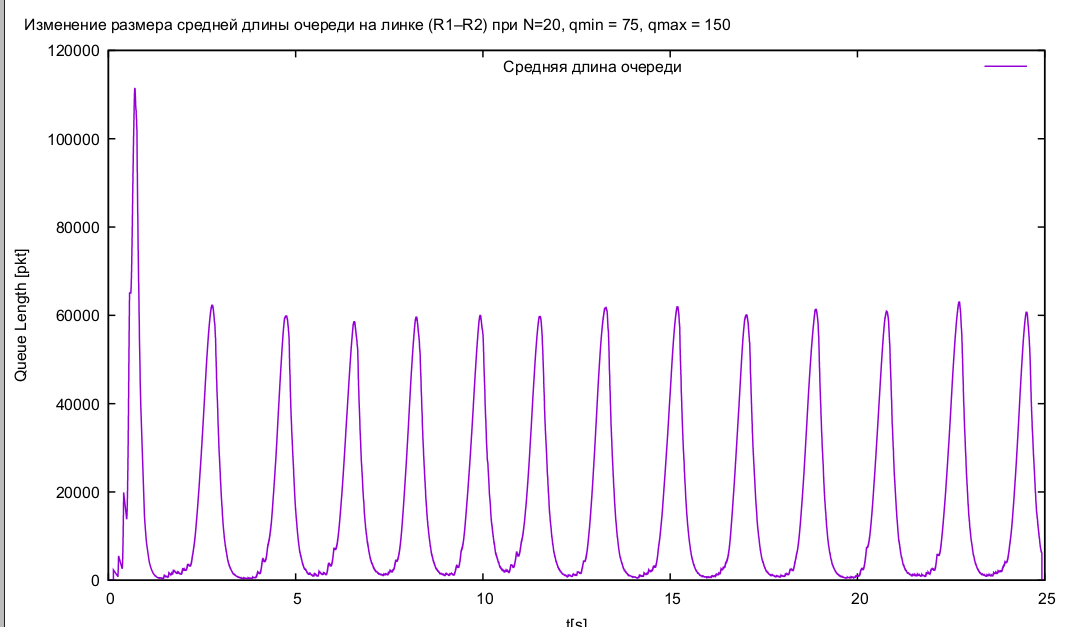 Изменение размера средней длины очереди на линке (R1–R2) при N=20, qmin = 75, qmax = 150
Средняя длина очереди
Queue Length [pkt]
120000
100000
80000
60000
40000
20000
0
0 5 10 15 20 25
t[s]